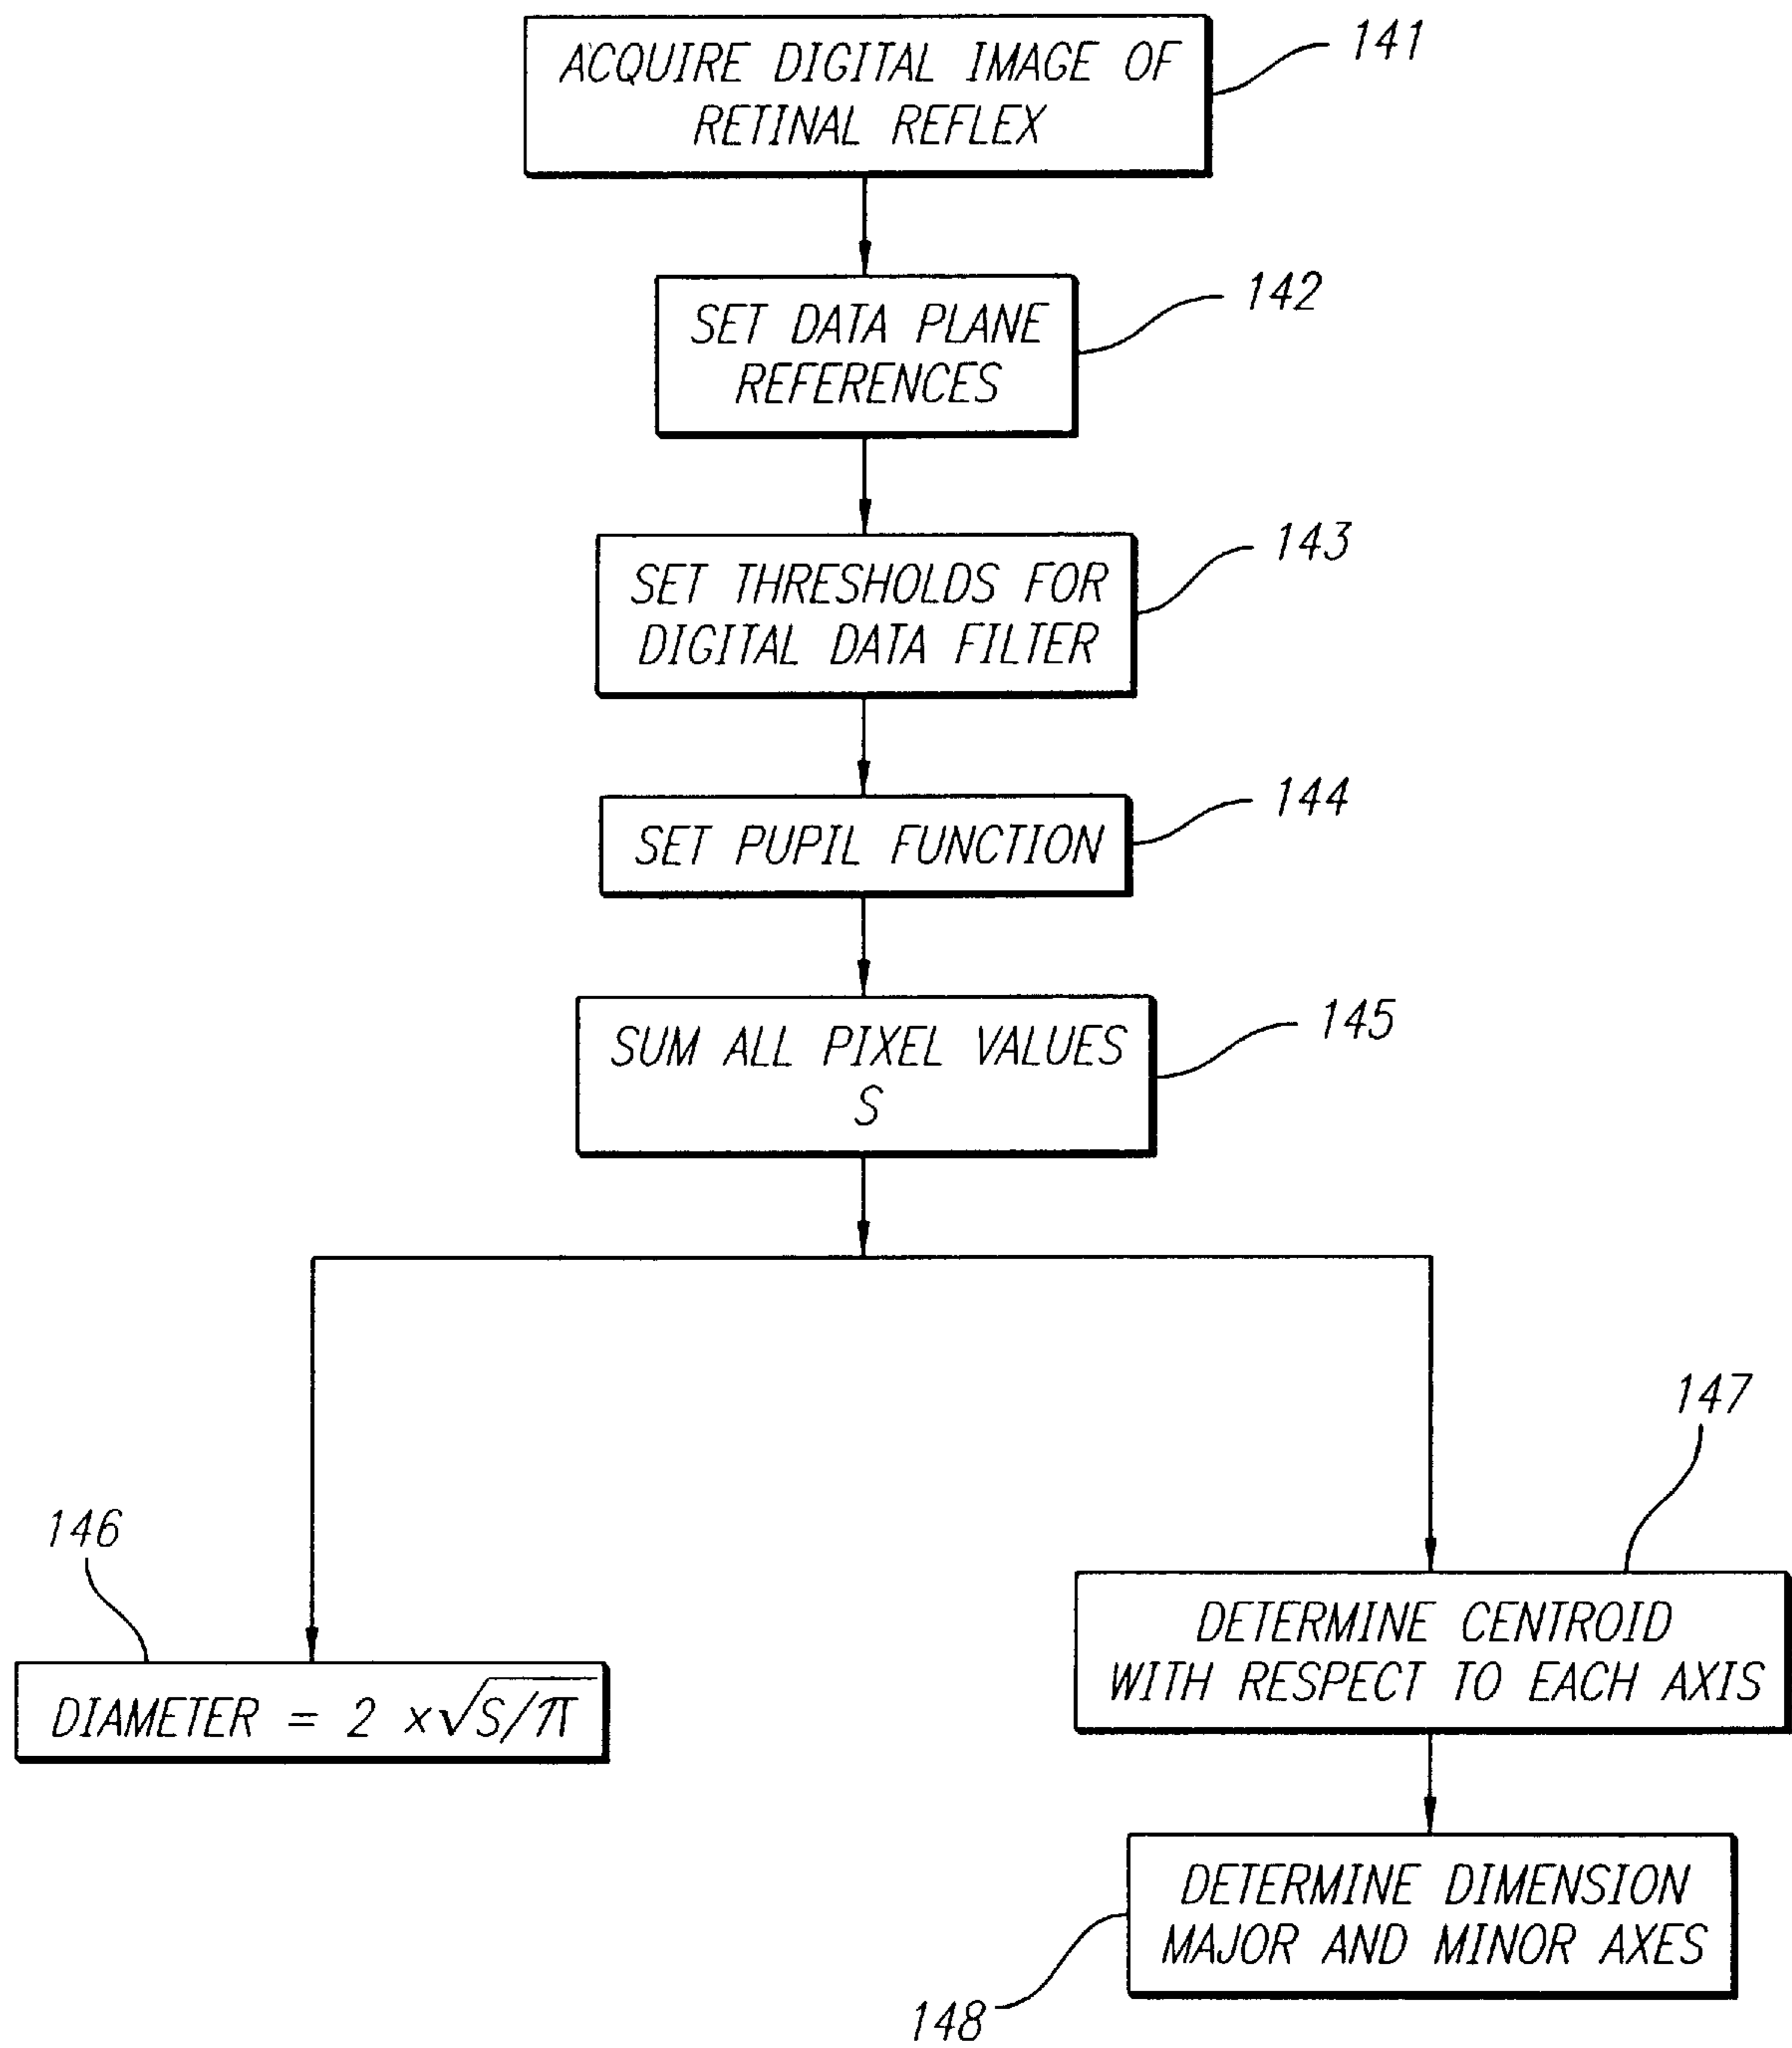 ACQUIRE DIGITAL IMAGE OF
RETINAL REFLEX
141
SET DATA PLANE
REFERENCES
142
SET THRESHOLDS FOR
DIGITAL DATA FILTER
143
SET PUPIL FUNCTION
144
SUM ALL PIXEL VALUES
S
145
146
DIAMETER = 2 ×√S/π
147
DETERMINE CENTROID
WITH RESPECT TO EACH AXIS
DETERMINE DIMENSION
MAJOR AND MINOR AXES
148